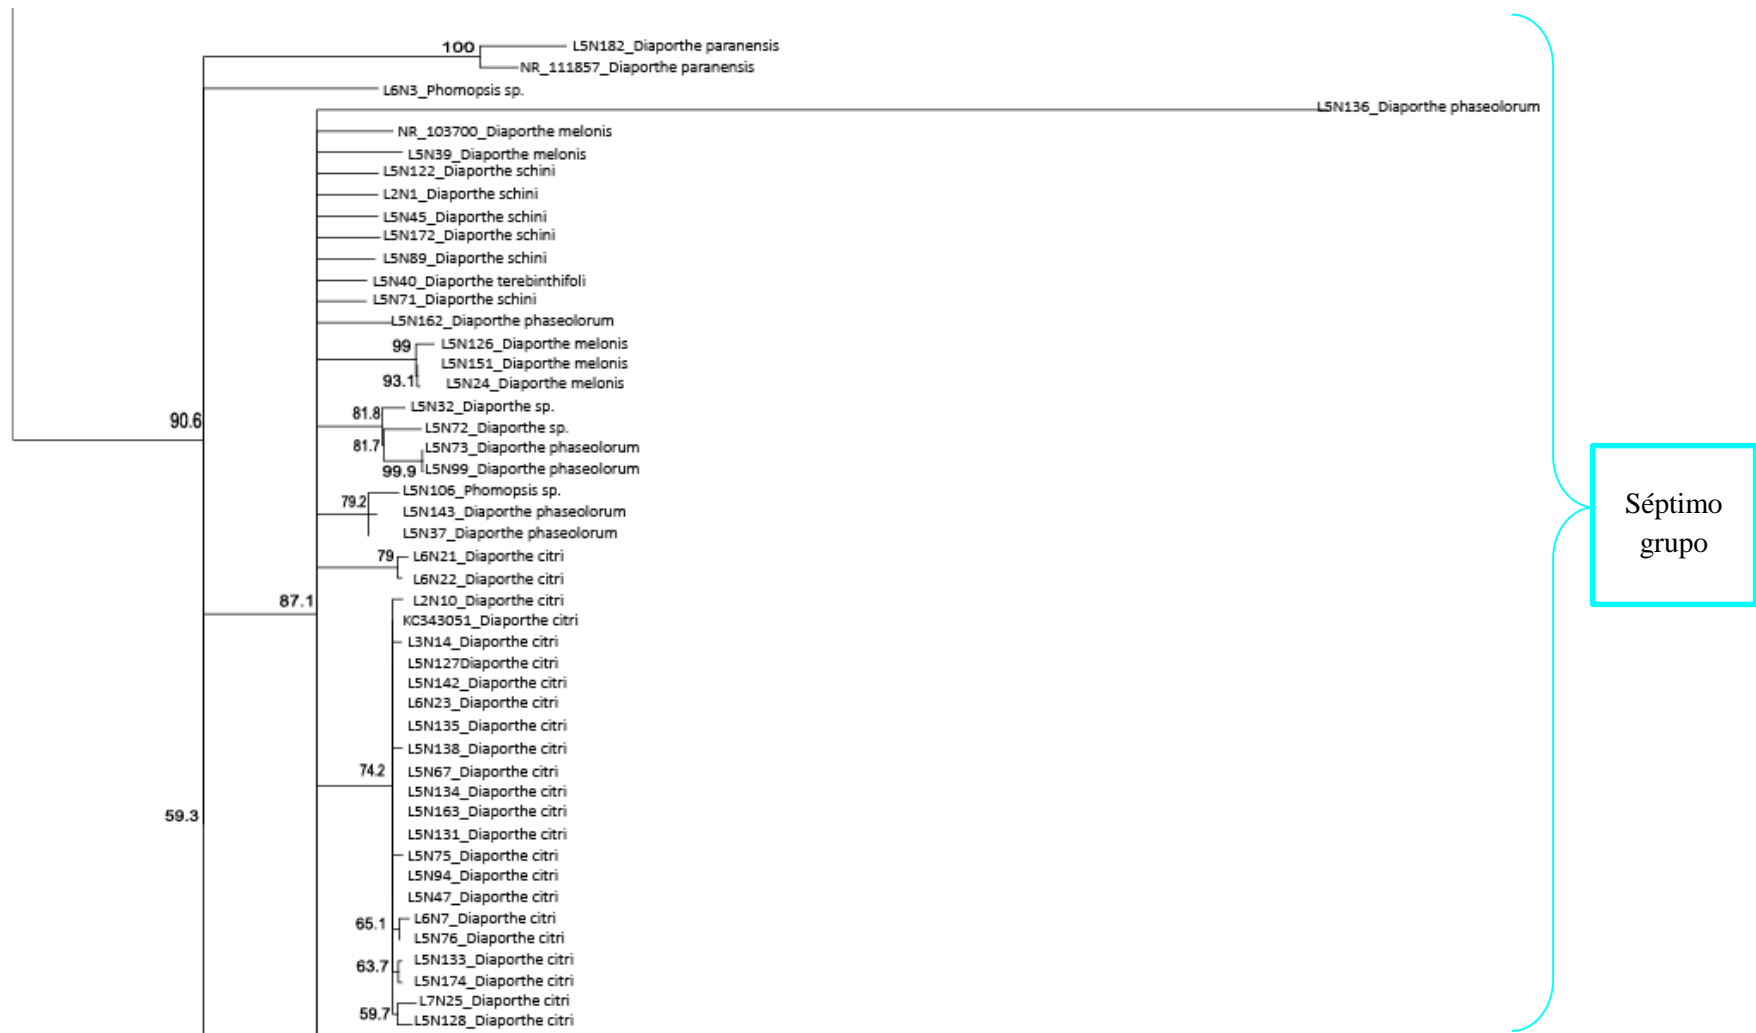 100
L5N182_Diaporthe paranensis
NR_111857_Diaporthe paranensis
L6N3_Phomopsis sp.
L5N136_Diaporthe phaseolorum
NR_103700_Diaporthe melonis
L5N39_Diaporthe melonis
L5N122_Diaporthe schini
L2N1_Diaporthe schini
L5N45_Diaporthe schini
L5N172_Diaporthe schini
L5N89_Diaporthe schini
L5N40_Diaporthe terebinthifoli
L5N71_Diaporthe schini
L5N162_Diaporthe phaseolorum
99
L5N126_Diaporthe melonis
L5N151_Diaporthe melonis
93.1
L5N24_Diaporthe melonis
81.8
L5N32_Diaporthe sp.
90.6
L5N72_Diaporthe sp.
81.7
L5N73_Diaporthe phaseolorum
99.9
L5N99_Diaporthe phaseolorum
79.2
L5N106_Phomopsis sp.
L5N143_Diaporthe phaseolorum
L5N37_Diaporthe phaseolorum
Séptimo
grupo
79
L6N21_Diaporthe citri
L6N22_Diaporthe citri
87.1
L2N10_Diaporthe citri
KC343051_Diaporthe citri
L3N14_Diaporthe citri
L5N127Diaporthe citri
L5N142_Diaporthe citri
L6N23_Diaporthe citri
L5N135_Diaporthe citri
L5N138_Diaporthe citri
74.2
L5N67_Diaporthe citri
L5N134_Diaporthe citri
L5N163_Diaporthe citri
59.3
L5N131_Diaporthe citri
L5N75_Diaporthe citri
L5N94_Diaporthe citri
L5N47_Diaporthe citri
65.1
L6N7_Diaporthe citri
L5N76_Diaporthe citri
63.7
L5N133_Diaporthe citri
L5N174_Diaporthe citri
59.7
L7N25_Diaporthe citri
L5N128_Diaporthe citri